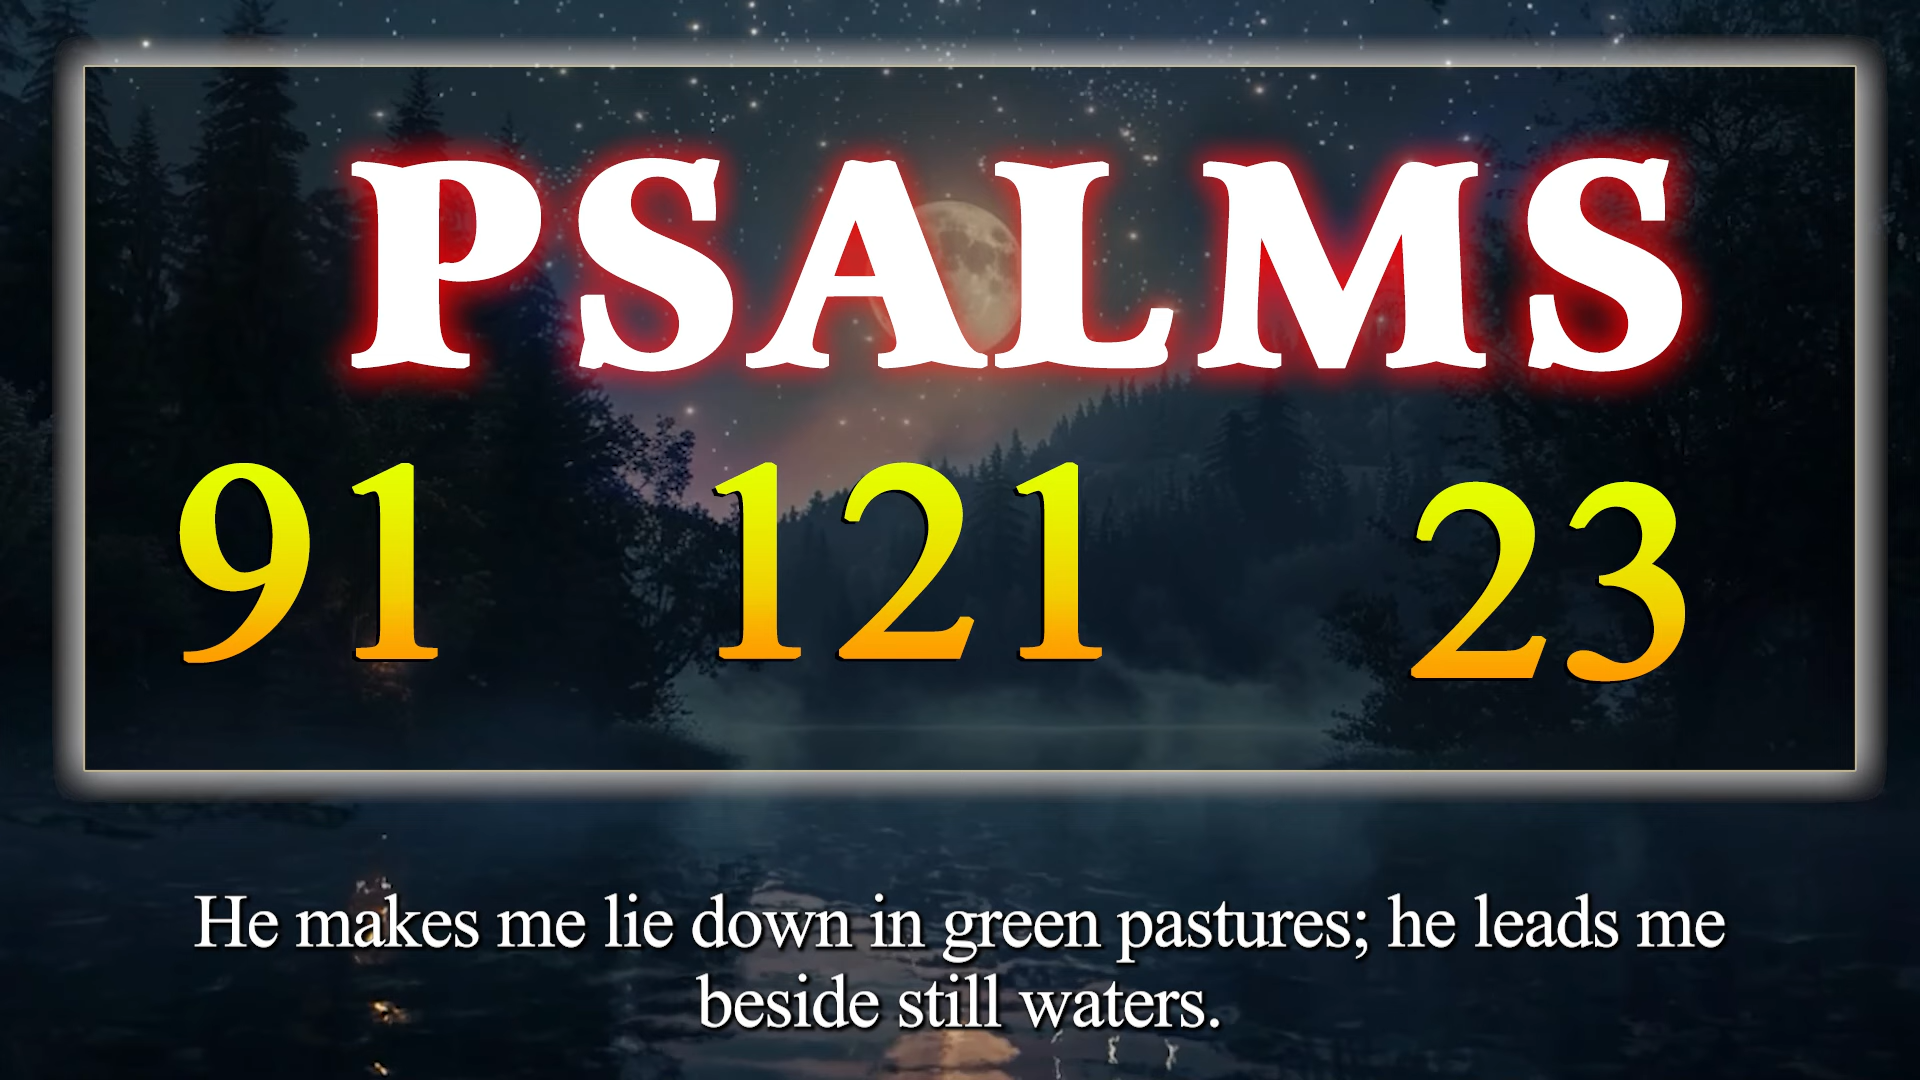 PSALMS
91 121 23
He makes me lie down in green pastures; he leads me
beside still waters.